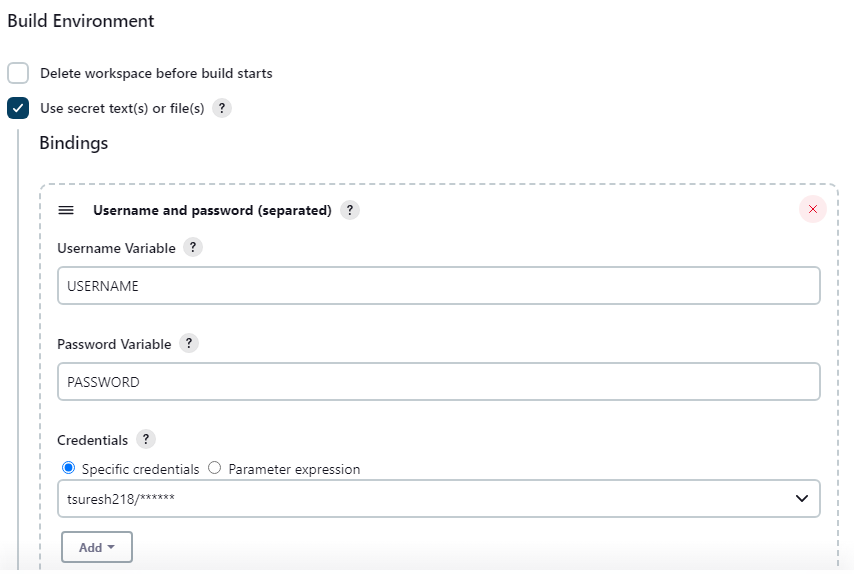 Build Environment
Delete workspace before build starts
Use secret text(s) or file(s) ?
Bindings
Username and password (separated) ?
Username Variable ?
USERNAME
Password Variable ?
PASSWORD
Credentials ?
Specific credentials Parameter expression
tsuresh218/******
Add